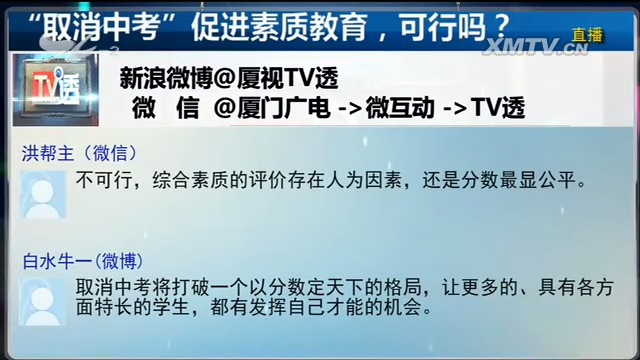 “取消中考”促进素质教育，可行吗？
直播
XMTV.CN
TV透
新浪微博@厦视TV透
微 信 @厦门广电 ->微互动 ->TV透
洪帮主（微信）
不可行，综合素质的评价存在人为因素，还是分数最显公平。
白水牛一(微博)
取消中考将打破一个以分数定天下的格局，让更多的、具有各方
面特长的学生，都有发挥自己才能的机会。